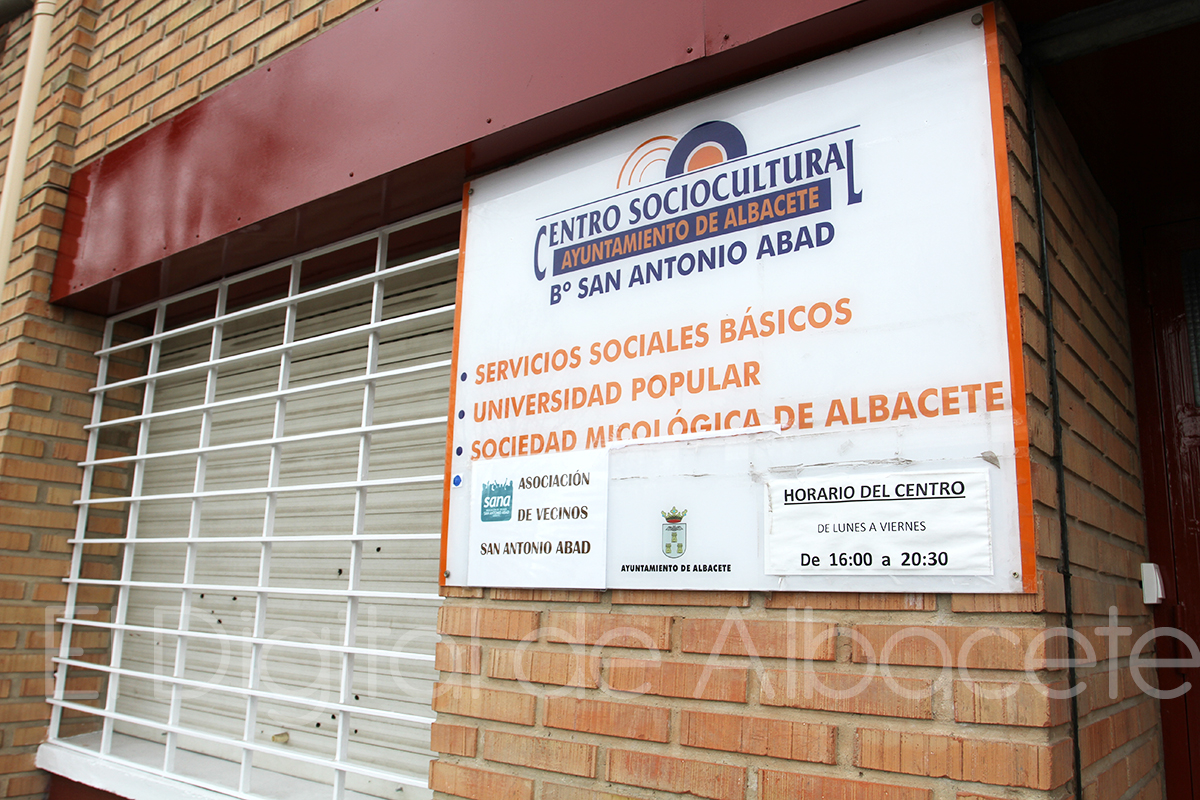 CENTRO SOCIOCULTURAL
AYUNTAMIENTO DE ALBACETE
Bº SAN ANTONIO ABAD
• SERVICIOS SOCIALES BÁSICOS
• UNIVERSIDAD POPULAR
• SOCIEDAD MICOLÓGICA DE ALBACETE
•
sana
ASOCIACIÓN
DE VECINOS
SAN ANTONIO ABAD
AYUNTAMIENTO DE ALBACETE
HORARIO DEL CENTRO
DE LUNES A VIERNES
De 16:00 a 20:30
El Digital de Albacete